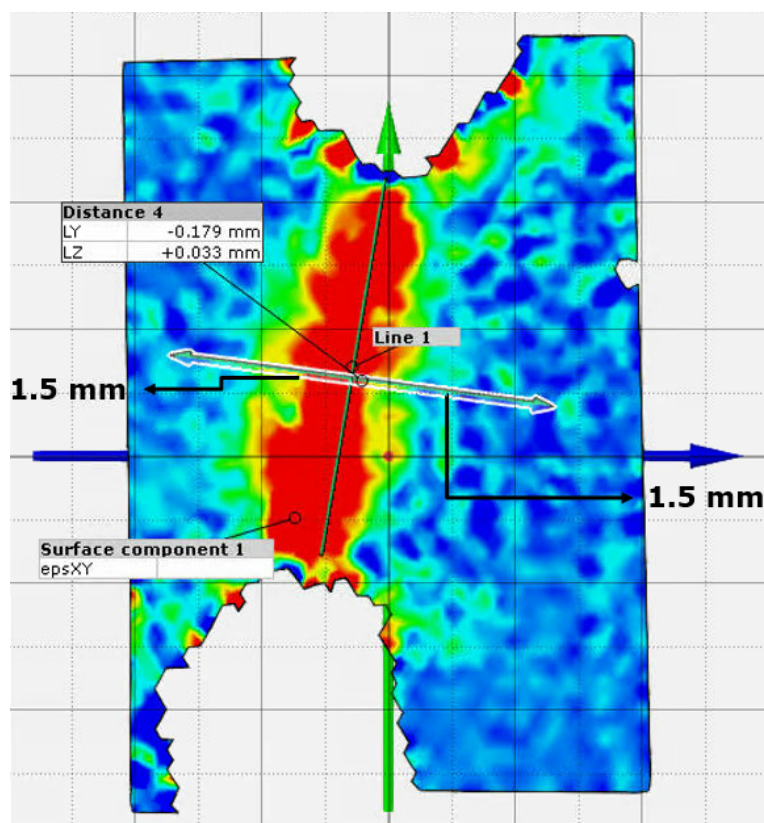 Distance 4
LY -0.179 mm
LZ +0.033 mm
Line 1
1.5 mm
1.5 mm
Surface component 1
epsXY